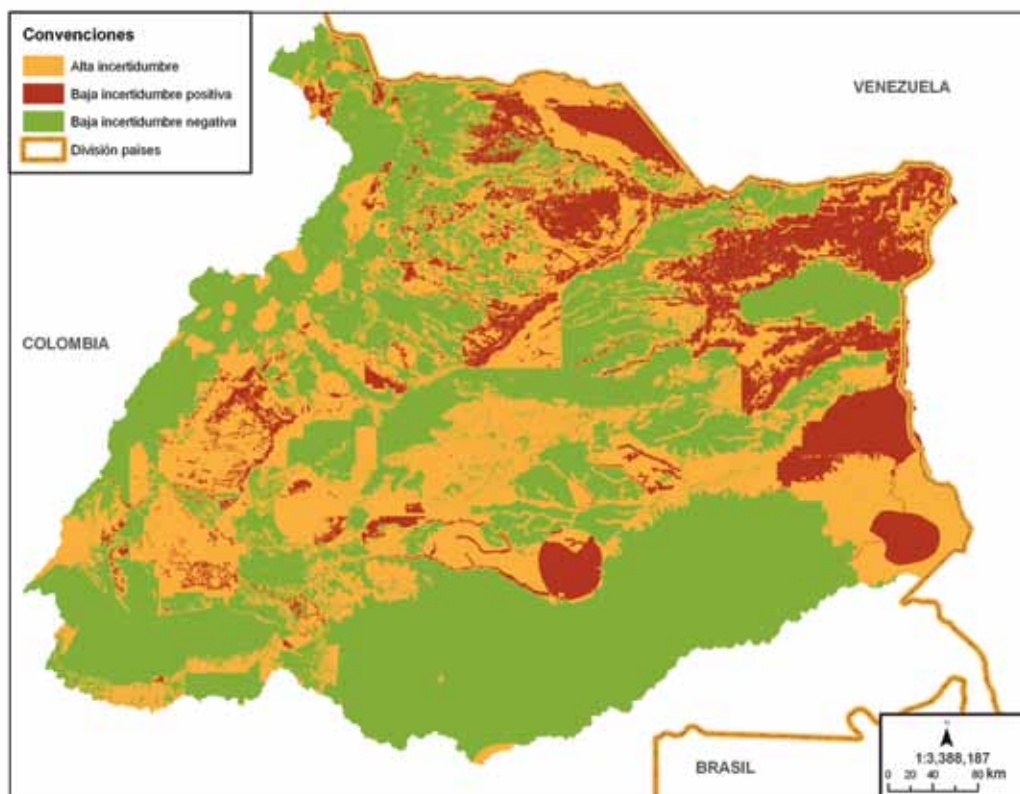 Convenciones
Alta incertidumbre
Baja incertidumbre positiva
Baja incertidumbre negativa
División países
VENEZUELA
COLOMBIA
BRASIL
N
1:3,388,187
0 20 40 80 km